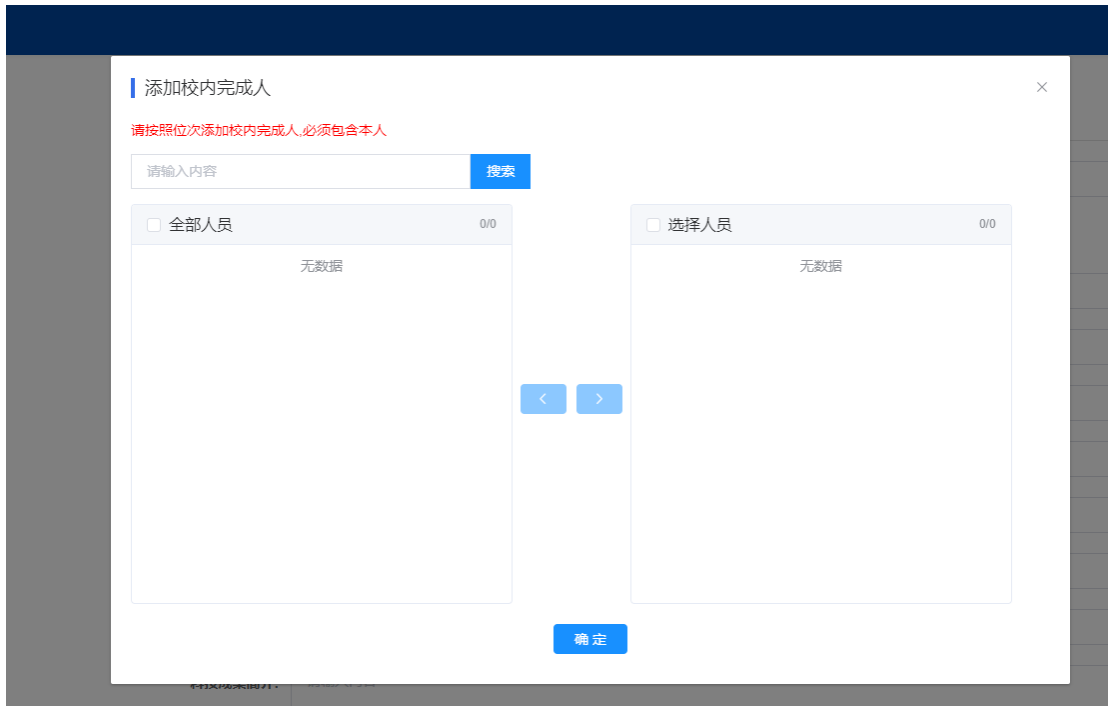 添加校内完成人
请按照位次添加校内完成人,必须包含本人
请输入内容
搜索
全部人员
0/0
选择人员
0/0
无数据
无数据
确 定